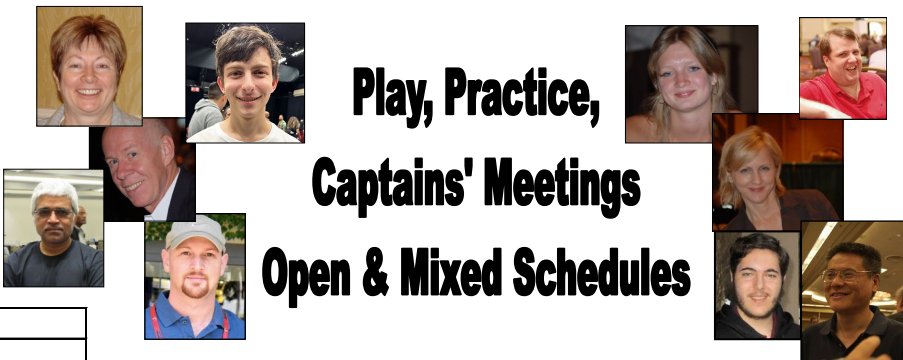 Play, Practice,
Captains' Meetings
Open & Mixed Schedules